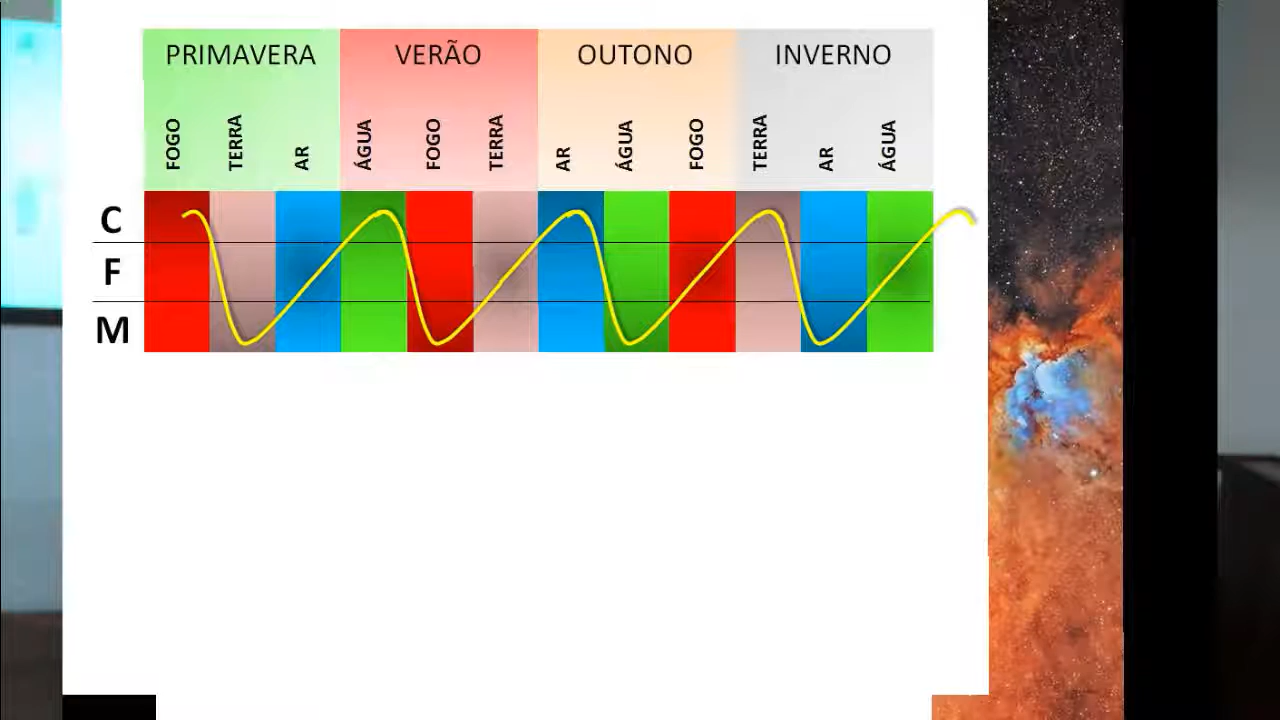 PRIMAVERA VERÃO OUTONO INVERNO
FOGO TERRA AR ÁGUA FOGO TERRA AR ÁGUA FOGO TERRA AR ÁGUA
C
F
M